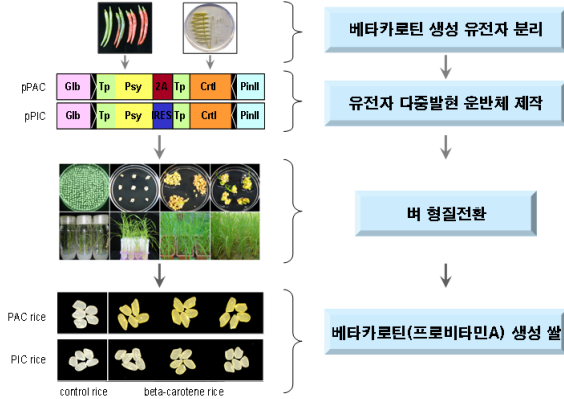 베타카로틴 생성 유전자 분리
pPAC Glb Tp Psy 2A Tp CrtI PinII
pPIC Glb Tp Psy IRES Tp CrtI PinII
유전자 다중발현 운반체 제작
벼 형질전환
PAC rice
베타카로틴(프로비타민A) 생성 쌀
PIC rice
control rice beta-carotene rice